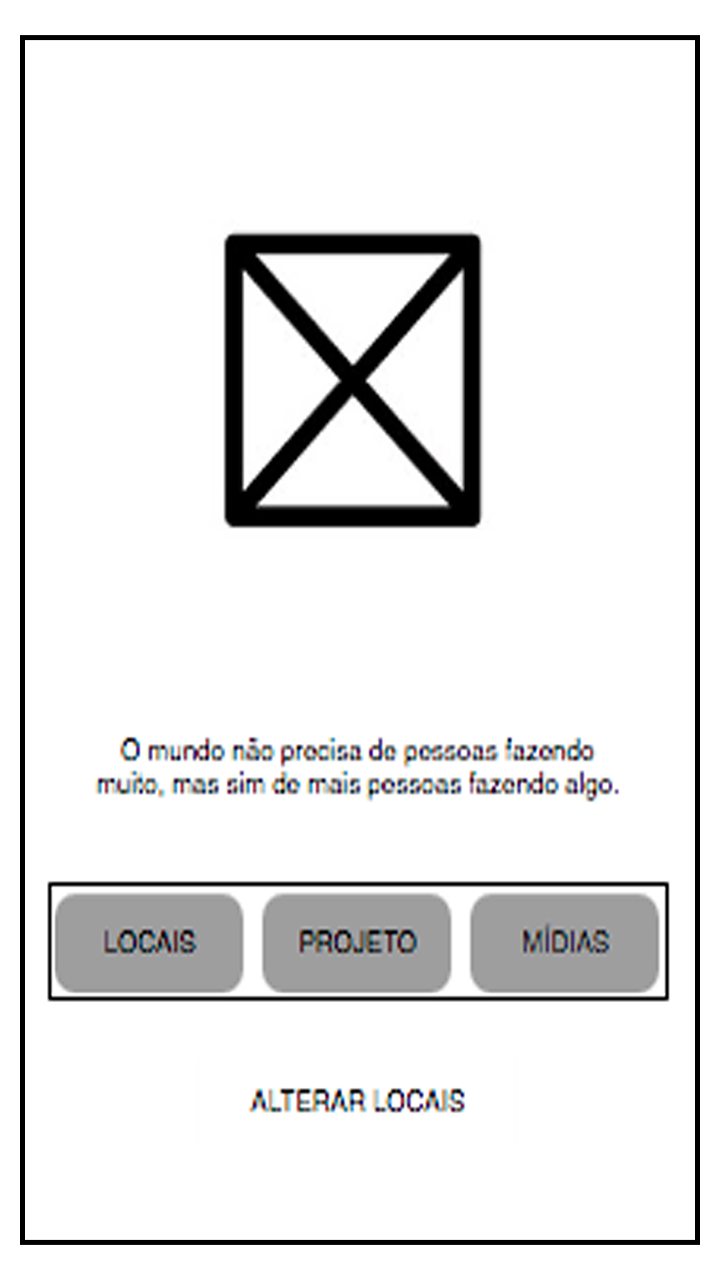 O mundo não precisa de pessoas fazendo
muito, mas sim de mais pessoas fazendo algo.
LOCAIS
PROJETO
MÍDIAS
ALTERAR LOCAIS